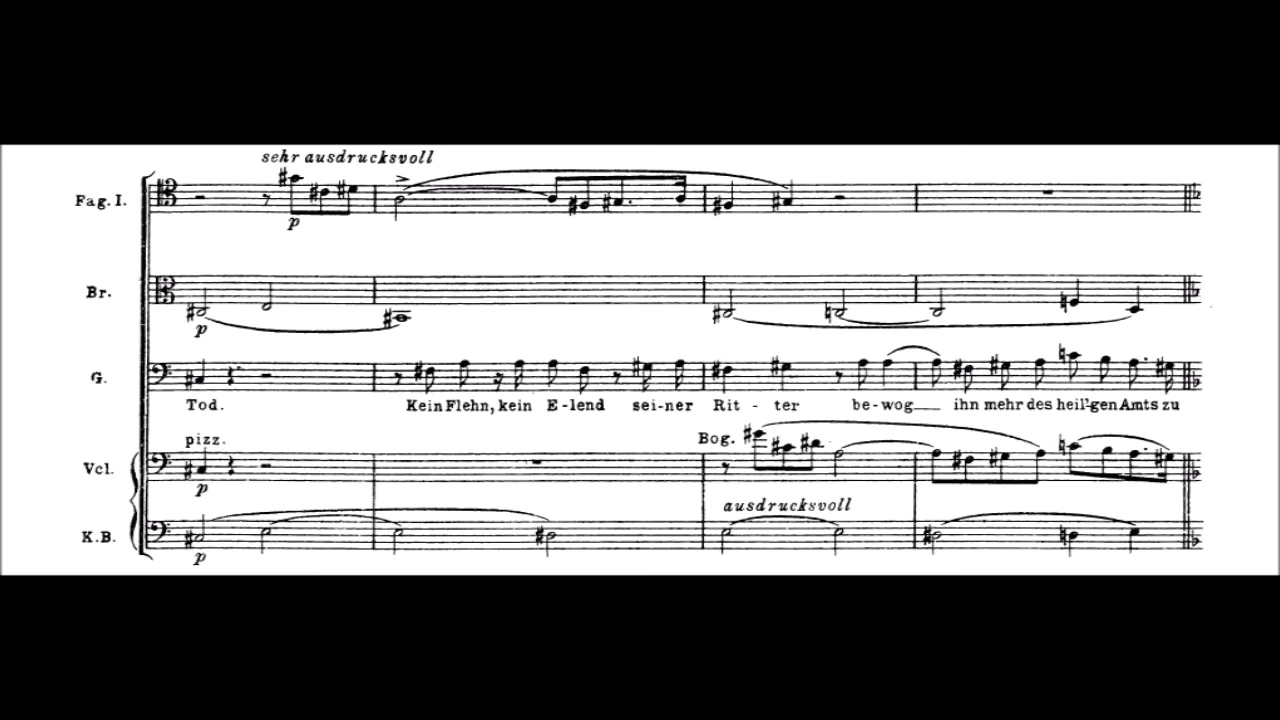 sehr ausdrucksvoll
Fag. I.
p
Br.
p
G.
Tod. Kein Flehn, kein E-lend sei-ner Rit - ter be-wog ihn mehr des heil'gen Amts zu
pizz. Bog.
Vcl.
p
ausdrucksvoll
K.B.
p